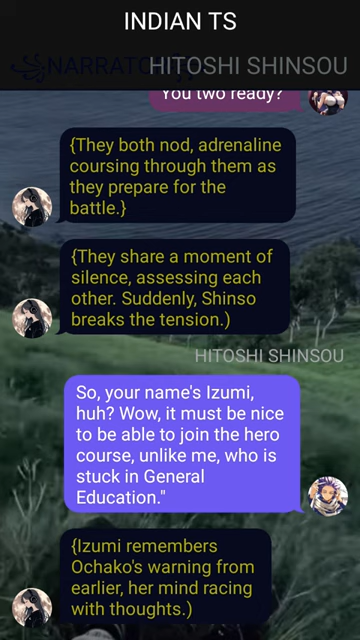 INDIAN TS
NARRATOR
HITOSHI SHINSOU
You two ready?
{They both nod, adrenaline
coursing through them as
they prepare for the
battle.}
{They share a moment of
silence, assessing each
other. Suddenly, Shinso
breaks the tension.)
HITOSHI SHINSOU
So, your name's Izumi,
huh? Wow, it must be nice
to be able to join the hero
course, unlike me, who is
stuck in General
Education."
{Izumi remembers
Ochako's warning from
earlier, her mind racing
with thoughts.)